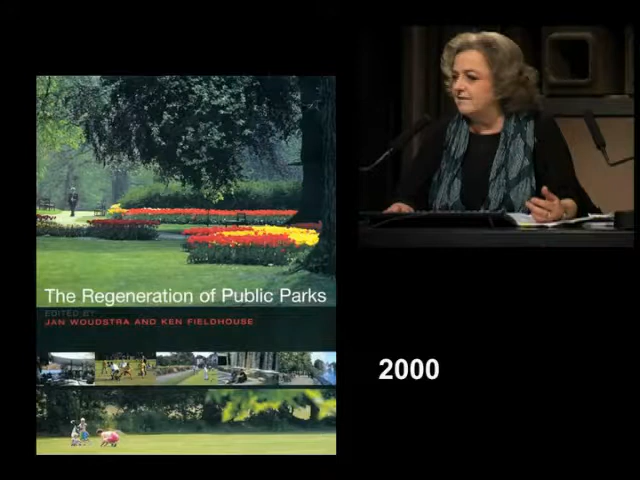 The Regeneration of Public Parks
EDITED BY
JAN WOUDSTRA AND KEN FIELDHOUSE
2000